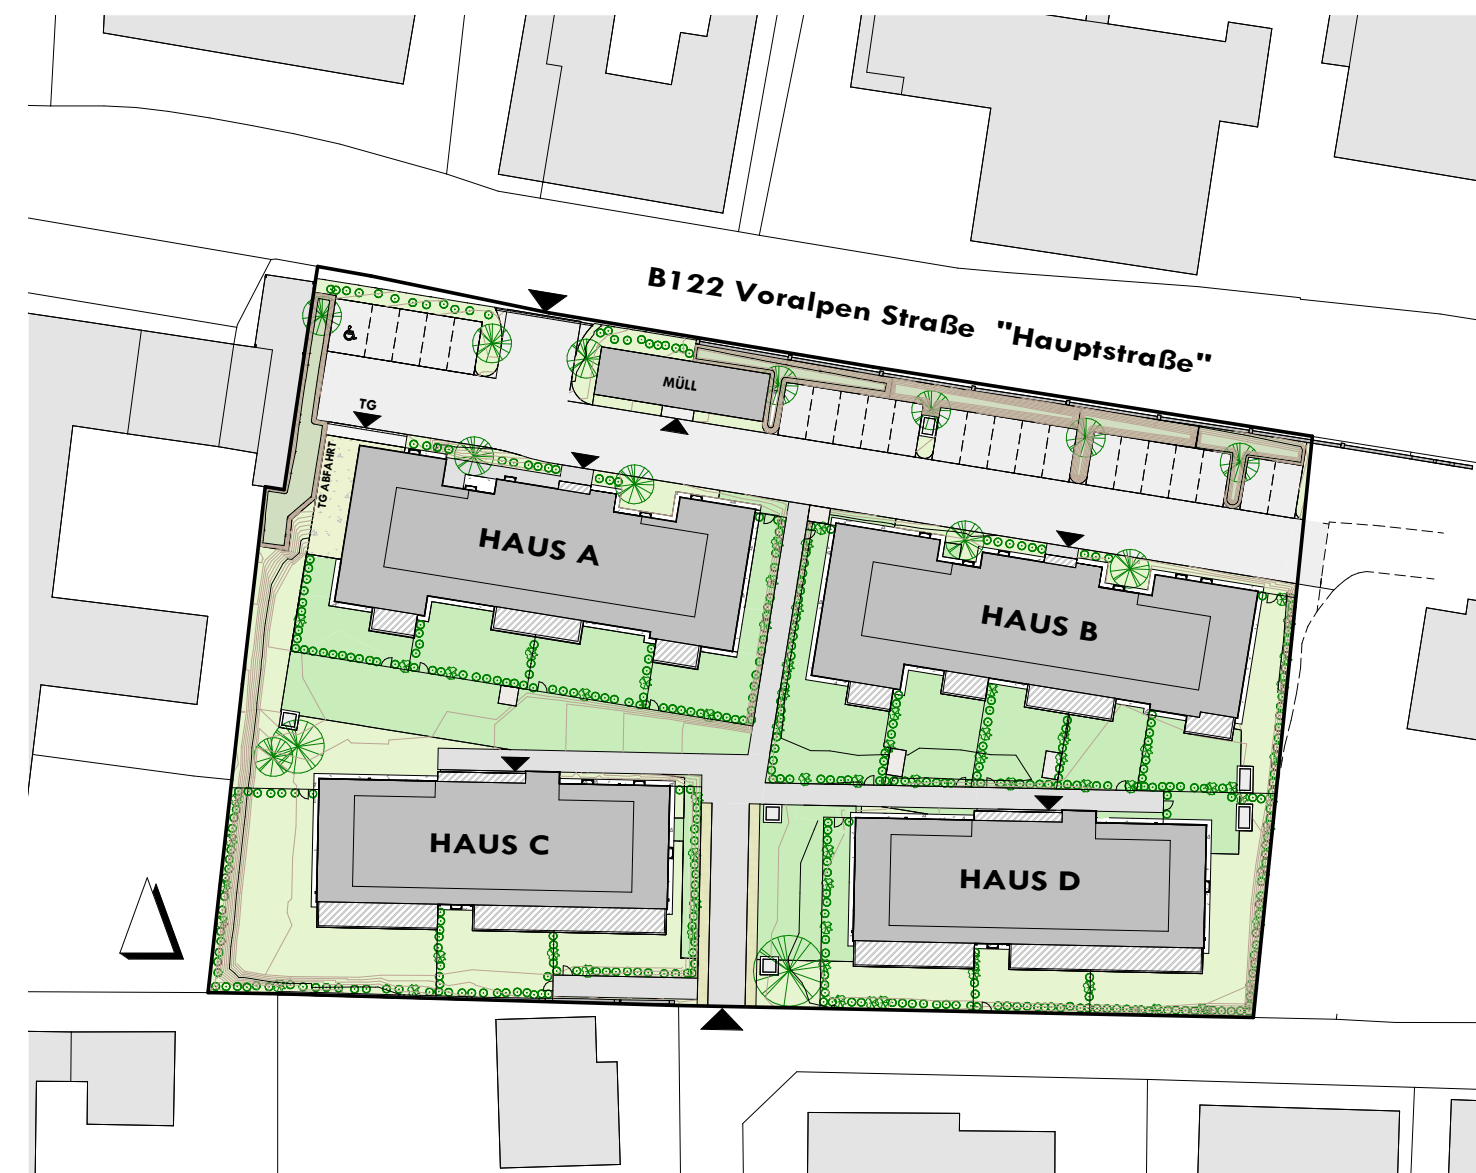 B122 Voralpen Straße "Hauptstraße"
MÜLL
TG
TG ABFAHRT
HAUS A
HAUS B
HAUS C
HAUS D